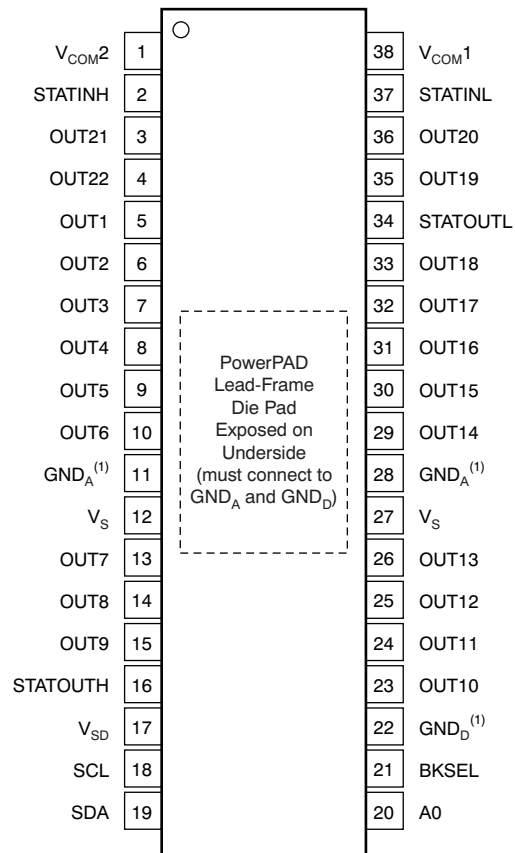 V_COM2 1 38 V_COM1
STATINH 2 37 STATINL
OUT21 3 36 OUT20
OUT22 4 35 OUT19
OUT1 5 34 STATOUTL
OUT2 6 33 OUT18
OUT3 7 32 OUT17
OUT4 8 31 OUT16
OUT5 9 30 OUT15
OUT6 10 29 OUT14
GND_A(1) 11 28 GND_A(1)
V_S 12 27 V_S
OUT7 13 26 OUT13
OUT8 14 25 OUT12
OUT9 15 24 OUT11
STATOUTH 16 23 OUT10
V_SD 17 22 GND_D(1)
SCL 18 21 BKSEL
SDA 19 20 A0
PowerPAD
Lead-Frame
Die Pad
Exposed on
Underside
(must connect to
GND_A and GND_D)